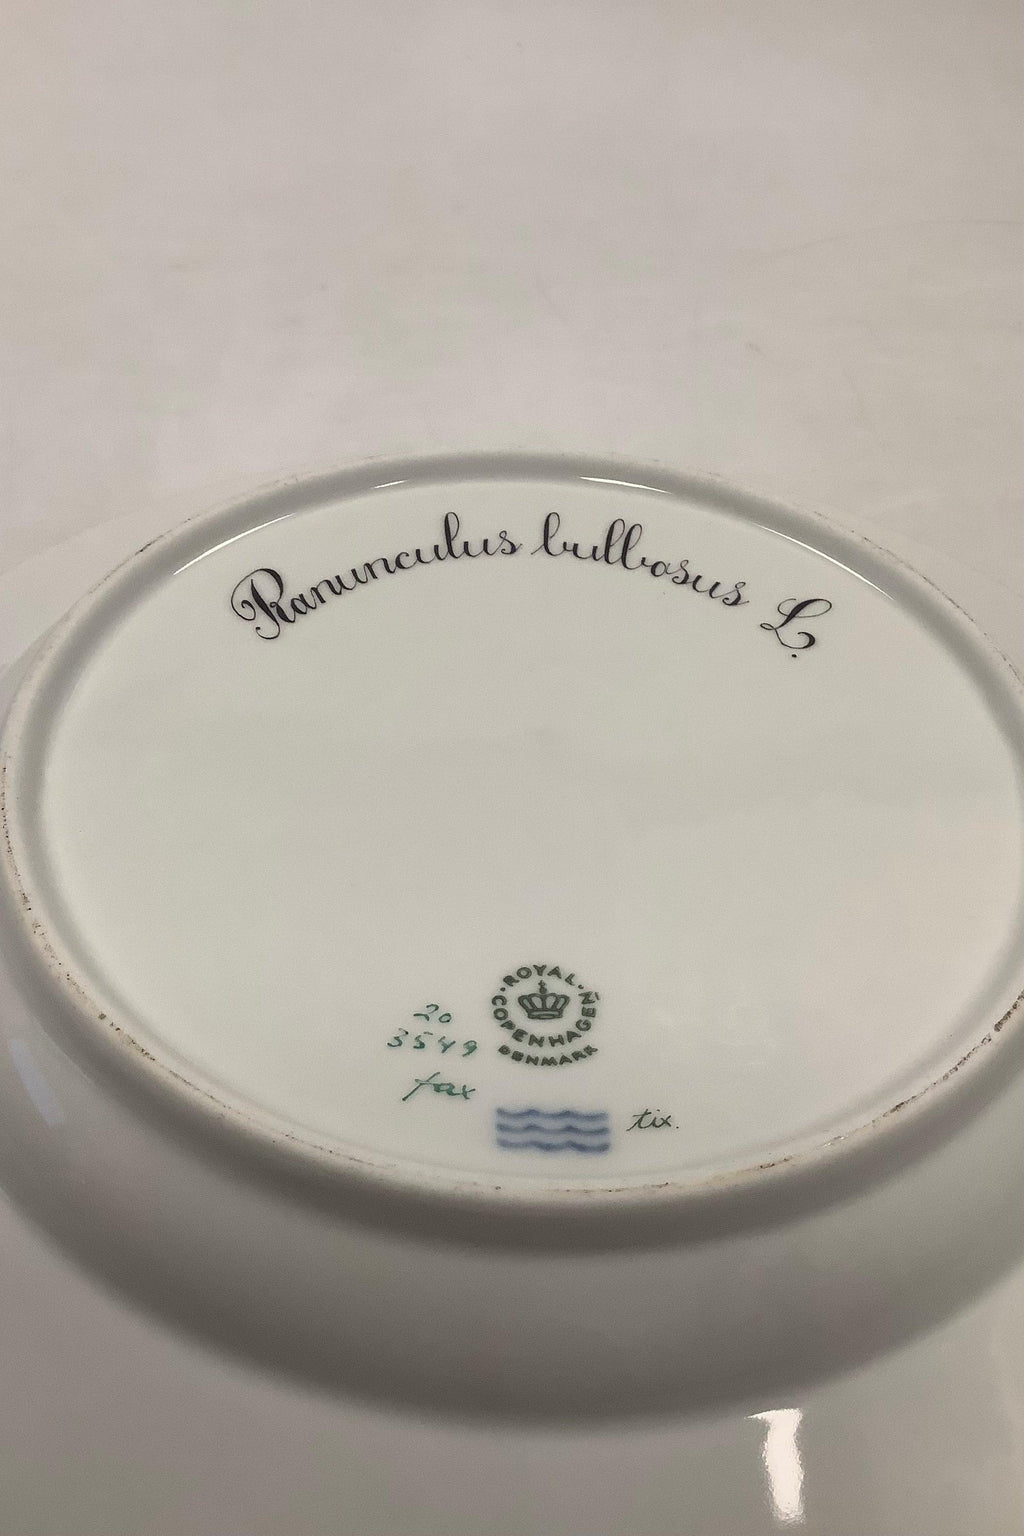 Ranunculus bulbosus L.
ROYAL · COPENHAGEN ·
DENMARK
20
3549
fax
tix.